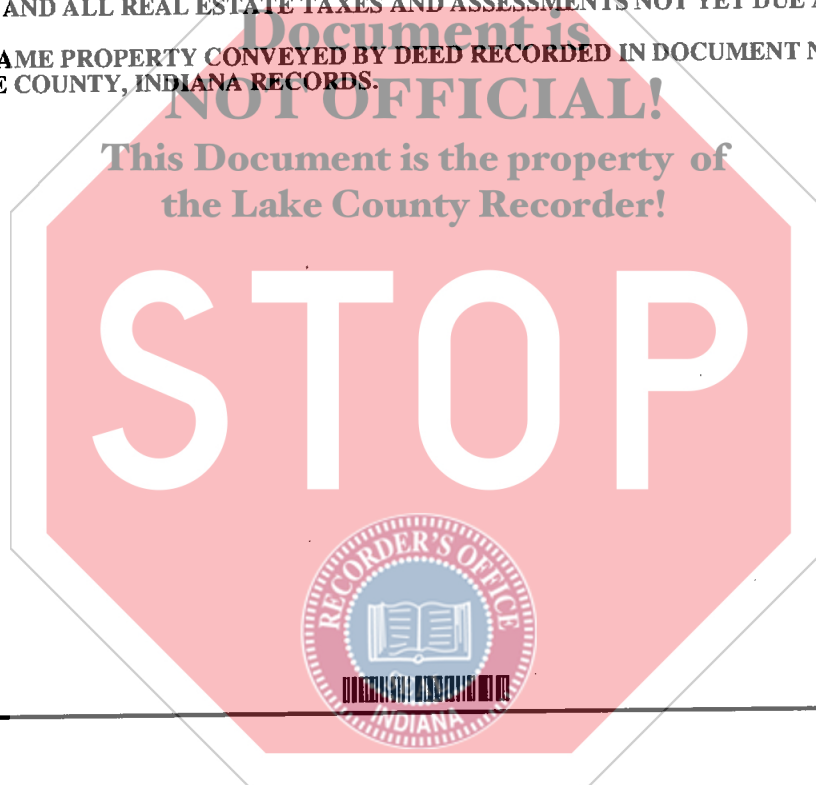 AND ALL REAL ESTATE TAXES AND ASSESSMENTS NOT YET DUE
Document is
AME PROPERTY CONVEYED BY DEED RECORDED IN DOCUMENT
COUNTY, INDIANA RECORDS.
NOT OFFICIAL!
This Document is the property of
the Lake County Recorder!
STOP
RECORDER'S OFFICE
INDIANA